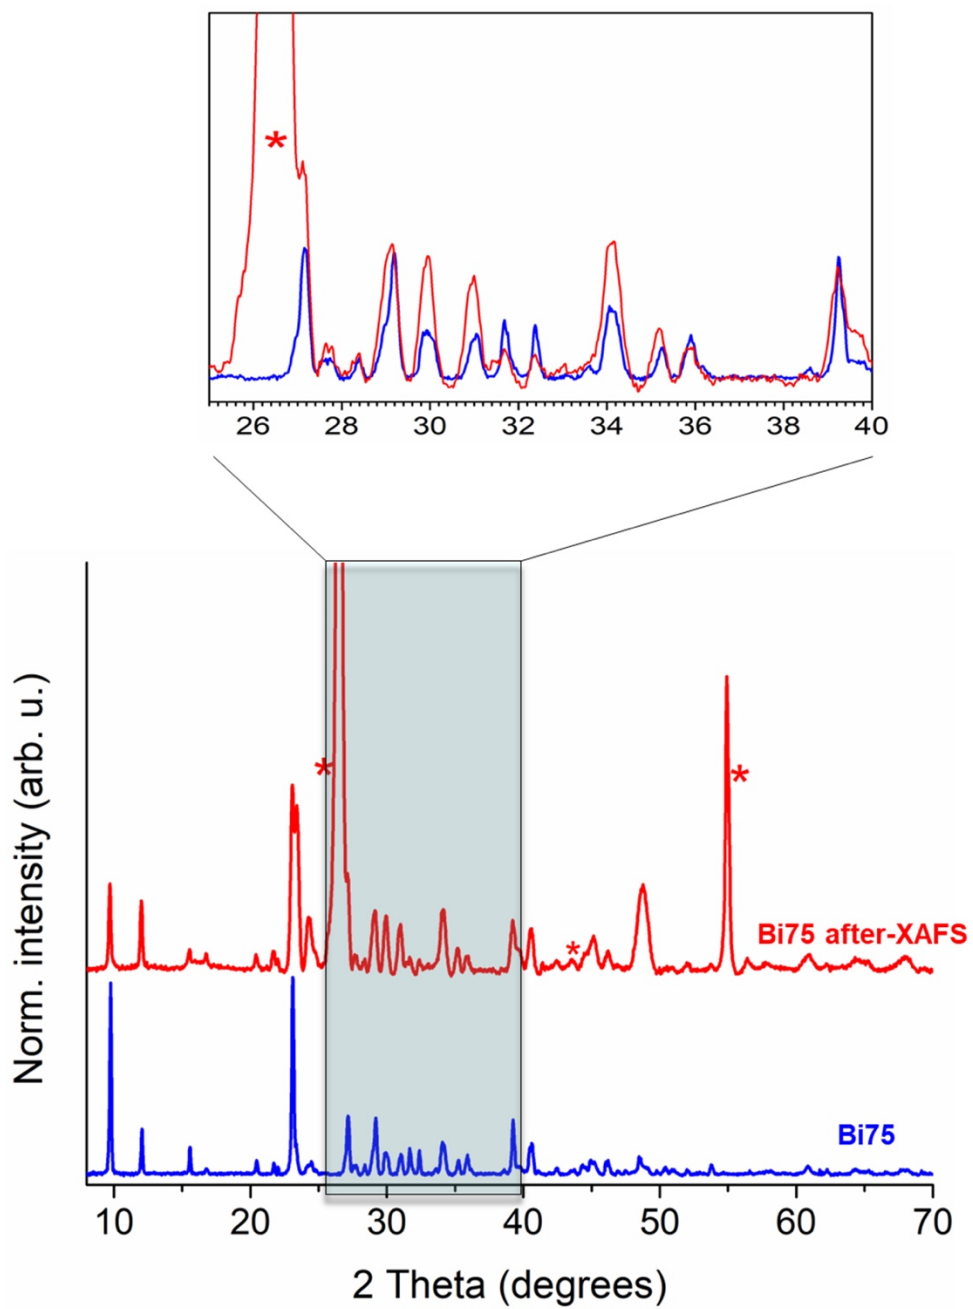 *
26 28 30 32 34 36 38 40
Norm. intensity (arb. u.)
* *
Bi75 after-XAFS
*
Bi75
10 20 30 40 50 60 70
2 Theta (degrees)